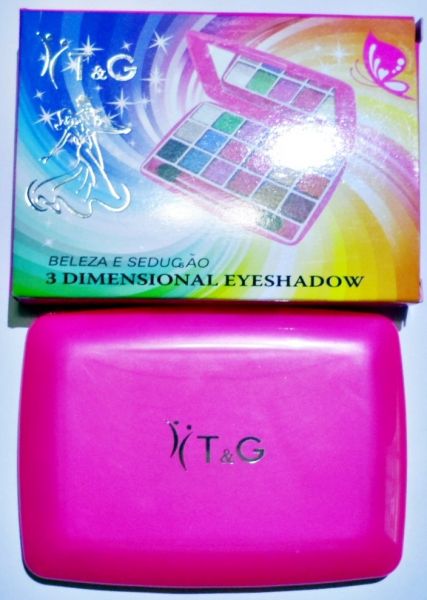 T&G
BELEZA E SEDUGÃO
3 DIMENSIONAL EYESHADOW
T&G